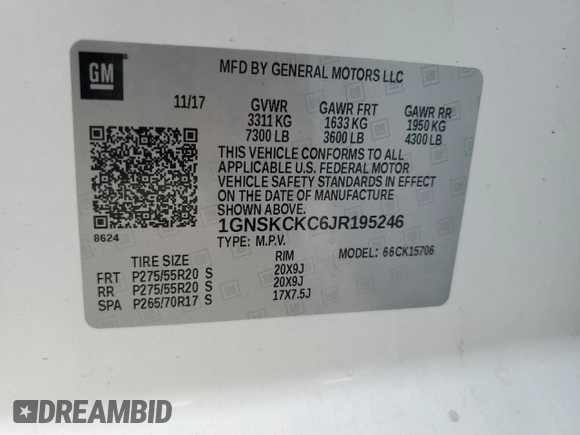 GM
MFD BY GENERAL MOTORS LLC
11/17 GVWR GAWR FRT GAWR RR
3311 KG 1633 KG 1950 KG
7300 LB 3600 LB 4300 LB
THIS VEHICLE CONFORMS TO ALL
APPLICABLE U.S. FEDERAL MOTOR
VEHICLE SAFETY STANDARDS IN EFFECT
ON THE DATE OF MANUFACTURE
SHOWN ABOVE.
8624
1GNSKCKC6JR195246
TYPE: M.P.V. MODEL: 66CK15706
TIRE SIZE RIM
FRT P275/55R20 S 20X9J
RR P275/55R20 S 20X9J
SPA P265/70R17 S 17X7.5J
DREAMBID